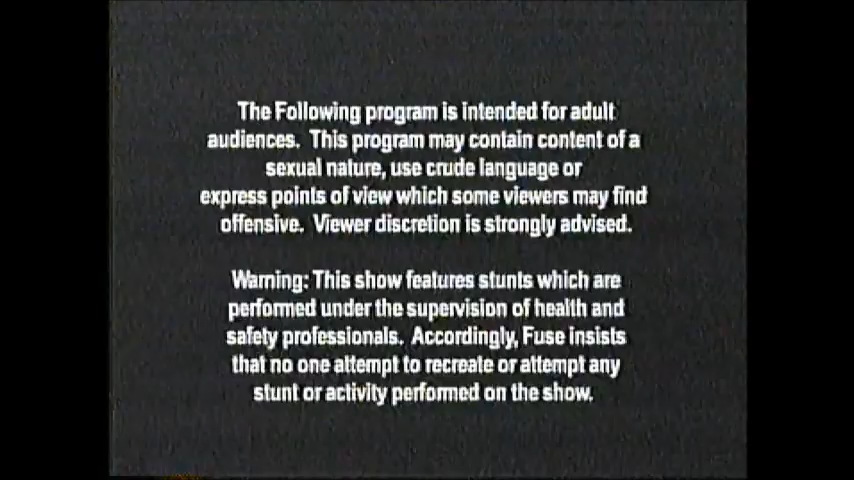 The Following program is intended for adult
audiences. This program may contain content of a
sexual nature, use crude language or
express points of view which some viewers may find
offensive. Viewer discretion is strongly advised.
Warning: This show features stunts which are
performed under the supervision of health and
safety professionals. Accordingly, Fuse insists
that no one attempt to recreate or attempt any
stunt or activity performed on the show.